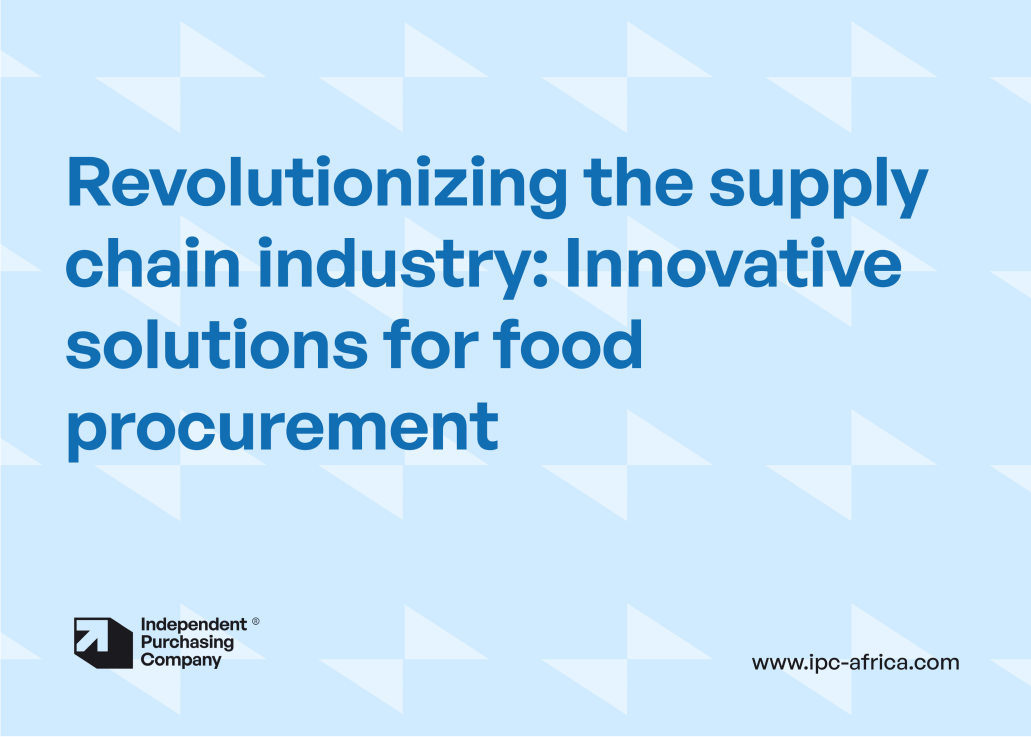 Revolutionizing the supply
chain industry: Innovative
solutions for food
procurement
Independent ®
Purchasing
Company
www.ipc-africa.com